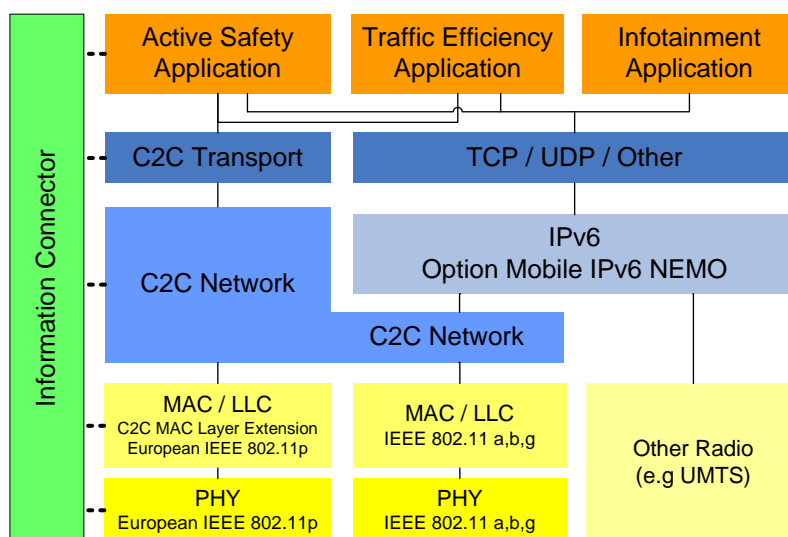 Information Connector
Active Safety
Application
Traffic Efficiency
Application
Infotainment
Application
C2C Transport
TCP / UDP / Other
C2C Network
IPv6
Option Mobile IPv6 NEMO
C2C Network
MAC / LLC
C2C MAC Layer Extension
European IEEE 802.11p
MAC / LLC
IEEE 802.11 a,b,g
Other Radio
(e.g UMTS)
PHY
European IEEE 802.11p
PHY
IEEE 802.11 a,b,g